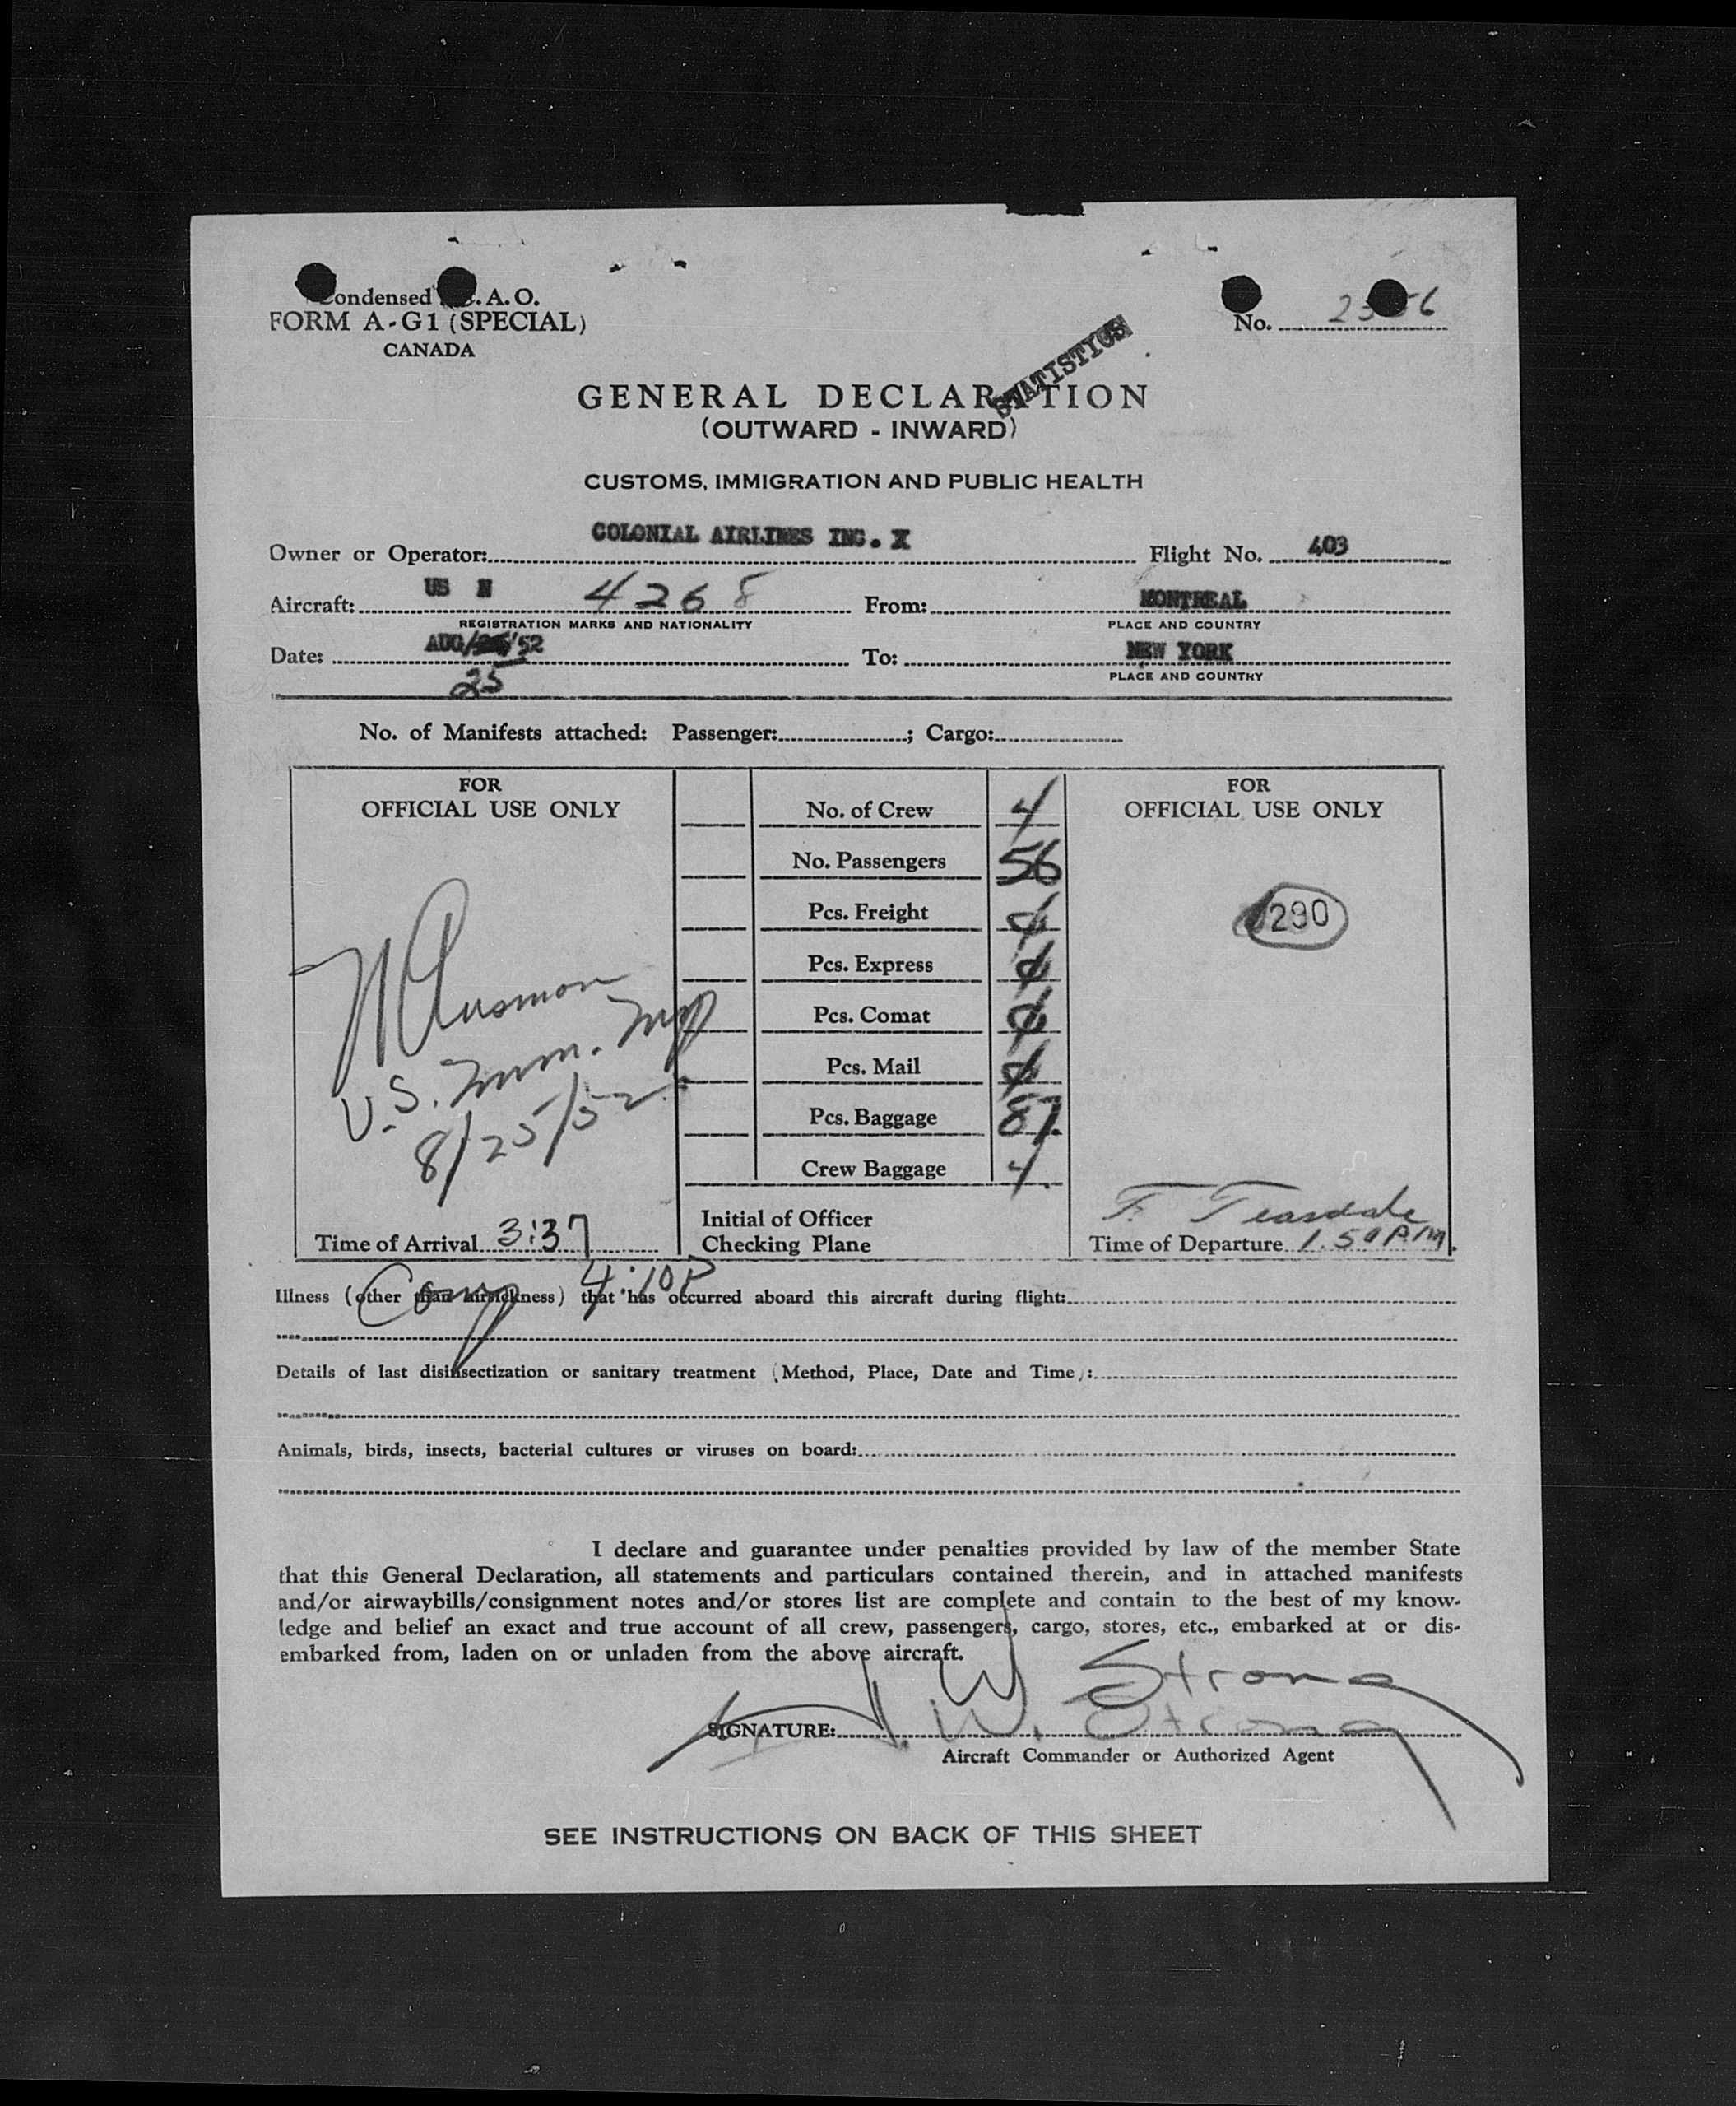 Condensed . A. O.
FORM A-G1 (SPECIAL)
CANADA
No.
STATISTICS
GENERAL DECLARATION
(OUTWARD - INWARD)
CUSTOMS, IMMIGRATION AND PUBLIC HEALTH
Owner or Operator: COLONIAL AIRLINES INC. X Flight No. 403
Aircraft: US N 4268 From: MONTREAL
REGISTRATION MARKS AND NATIONALITY PLACE AND COUNTRY
Date: AUG/ /52 To: NEW YORK
25 PLACE AND COUNTRY
No. of Manifests attached: Passenger: ; Cargo:
FOR
OFFICIAL USE ONLY
U.S. Imm. Insp
8/25/52
Time of Arrival 3:37
No. of Crew 4
No. Passengers 56
Pcs. Freight 0
Pcs. Express 0
Pcs. Comat 0
Pcs. Mail 0
Pcs. Baggage 87.
Crew Baggage 4.
Initial of Officer
Checking Plane
FOR
OFFICIAL USE ONLY
290
F. Teasdale
Time of Departure 1.50 PM.
Comp 4:10P
Illness (other than airsickness) that has occurred aboard this aircraft during flight:
Details of last disinsectization or sanitary treatment (Method, Place, Date and Time):
Animals, birds, insects, bacterial cultures or viruses on board:
I declare and guarantee under penalties provided by law of the member State
that this General Declaration, all statements and particulars contained therein, and in attached manifests
and/or airwaybills/consignment notes and/or stores list are complete and contain to the best of my know-
ledge and belief an exact and true account of all crew, passengers, cargo, stores, etc., embarked at or dis-
embarked from, laden on or unladen from the above aircraft.
W Strong
SIGNATURE: W. Strong
Aircraft Commander or Authorized Agent
SEE INSTRUCTIONS ON BACK OF THIS SHEET